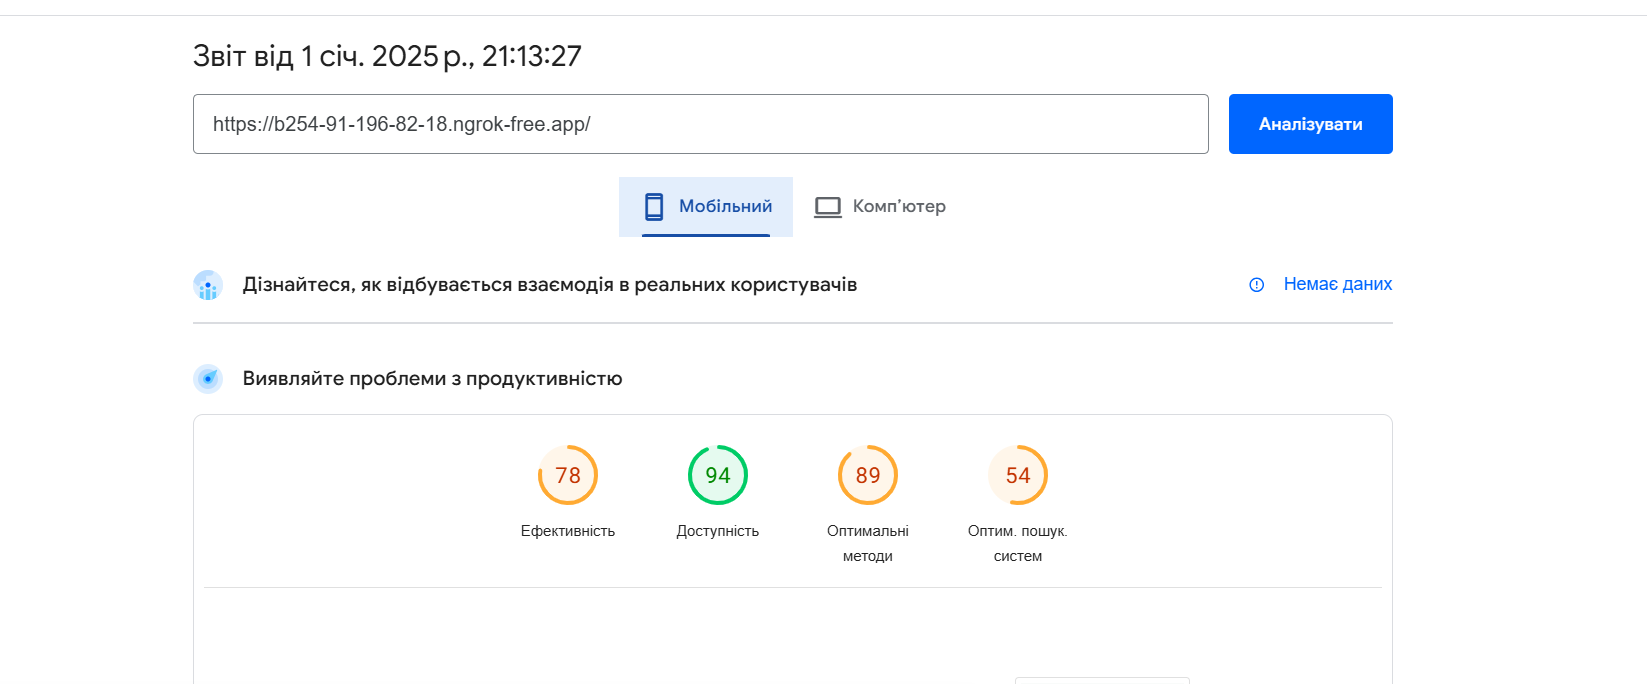 Звіт від 1 січ. 2025 р., 21:13:27
https://b254-91-196-82-18.ngrok-free.app/
Аналізувати
Мобільний
Комп’ютер
Дізнайтеся, як відбувається взаємодія в реальних користувачів
Немає даних
Виявляйте проблеми з продуктивністю
78
94
89
54
Ефективність
Доступність
Оптимальні
методи
Оптим. пошук.
систем